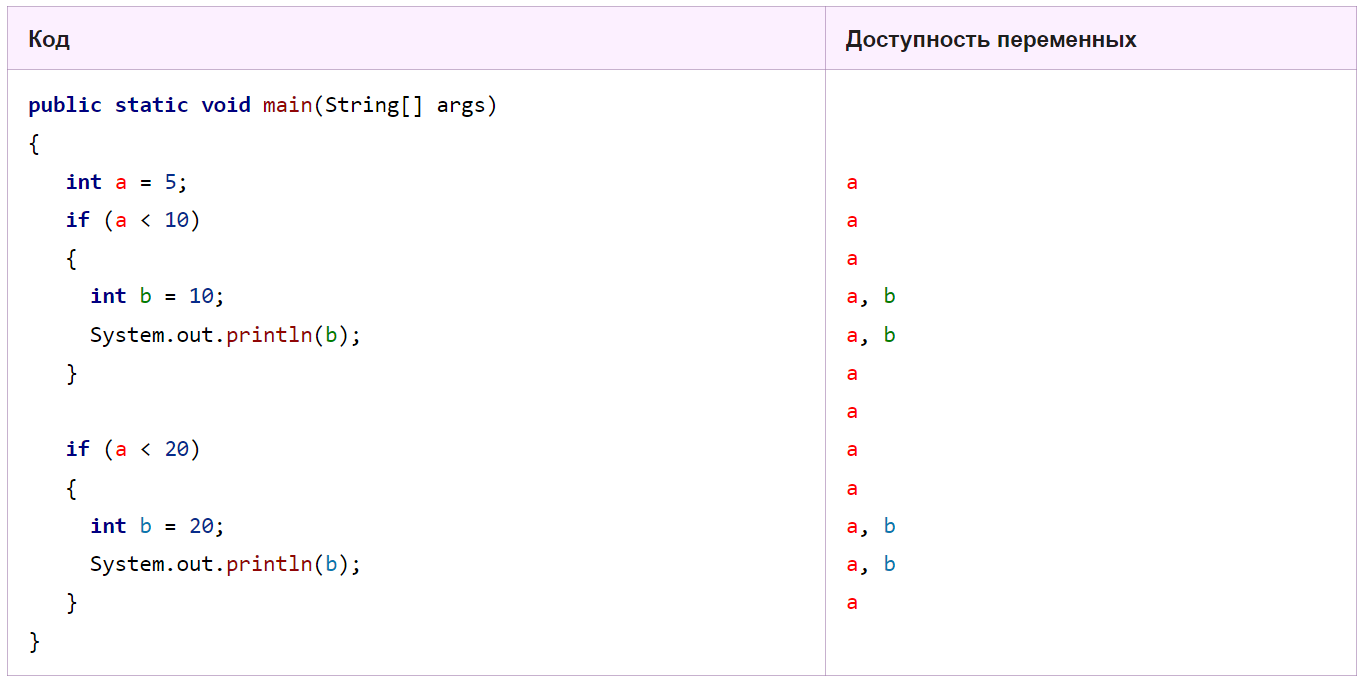 Код Доступность переменных
public static void main(String[] args)
{
int a = 5; a
if (a < 10) a
{ a
int b = 10; a, b
System.out.println(b); a, b
} a
a
if (a < 20) a
{ a
int b = 20; a, b
System.out.println(b); a, b
} a
}